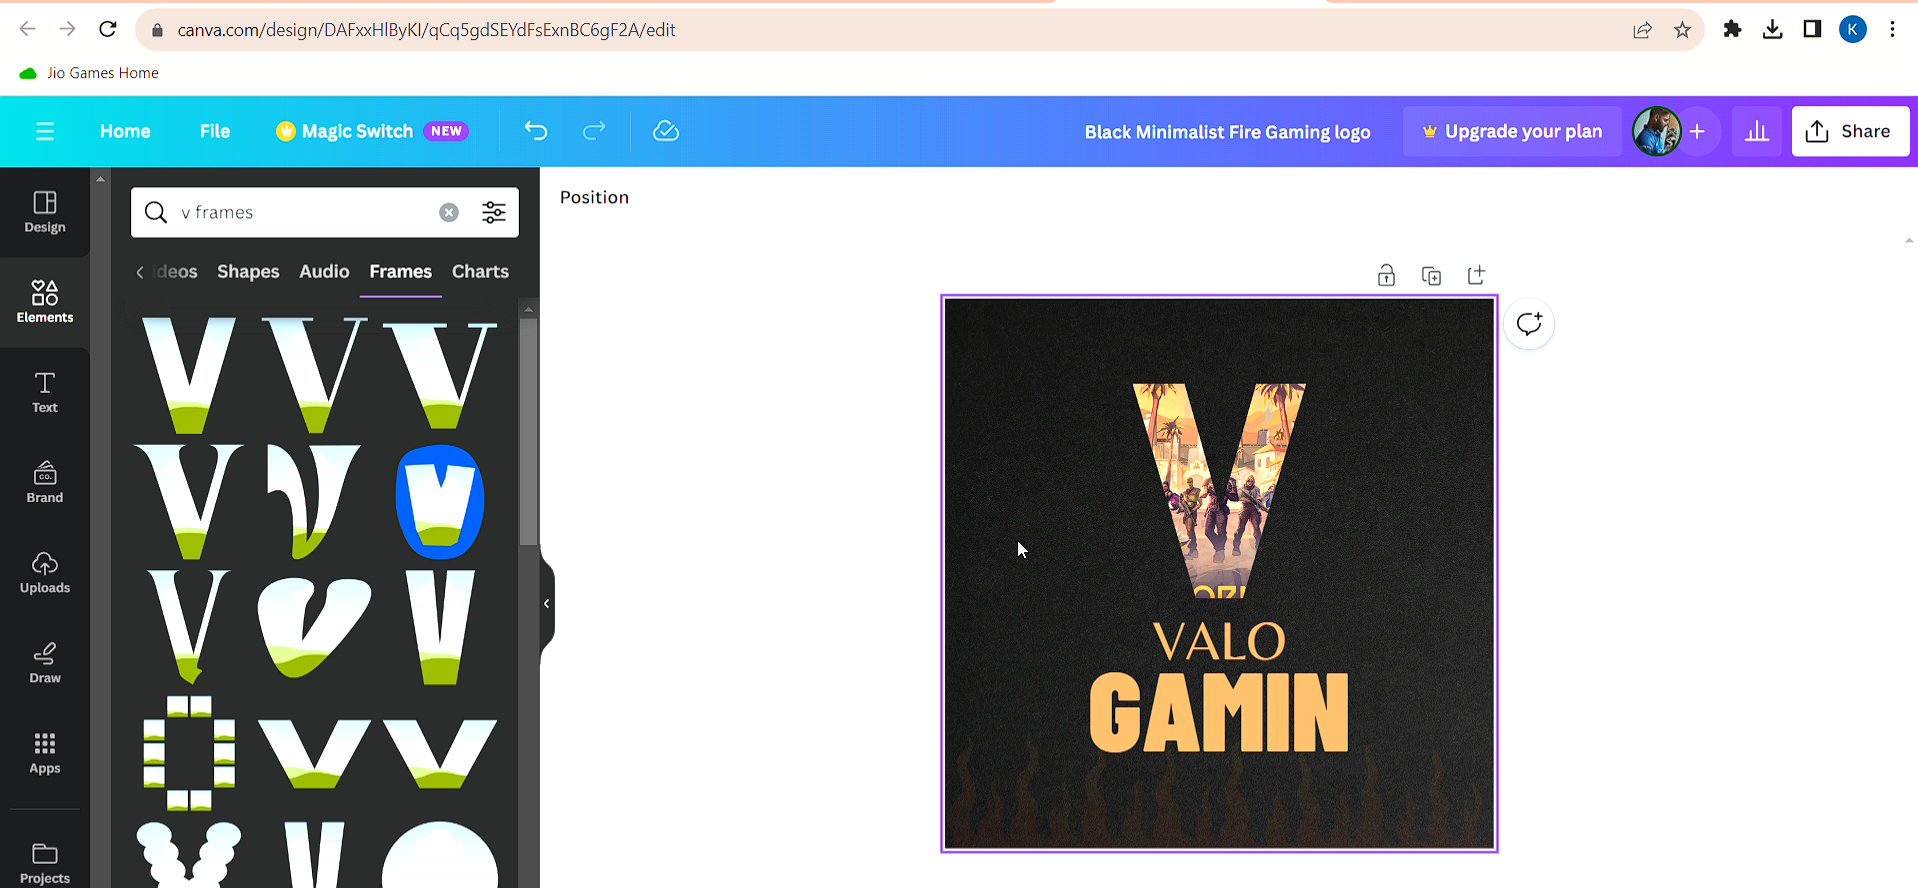 canva.com/design/DAFxxHlByKI/qCq5gdSEYdFsExnBC6gF2A/edit
K
Jio Games Home
Home
File
Magic Switch NEW
Black Minimalist Fire Gaming logo
Upgrade your plan
Share
Design
Elements
Text
CO.
Brand
Uploads
Draw
Apps
Projects
v frames
ideos
Shapes
Audio
Frames
Charts
Position
V
VALO
GAMIN